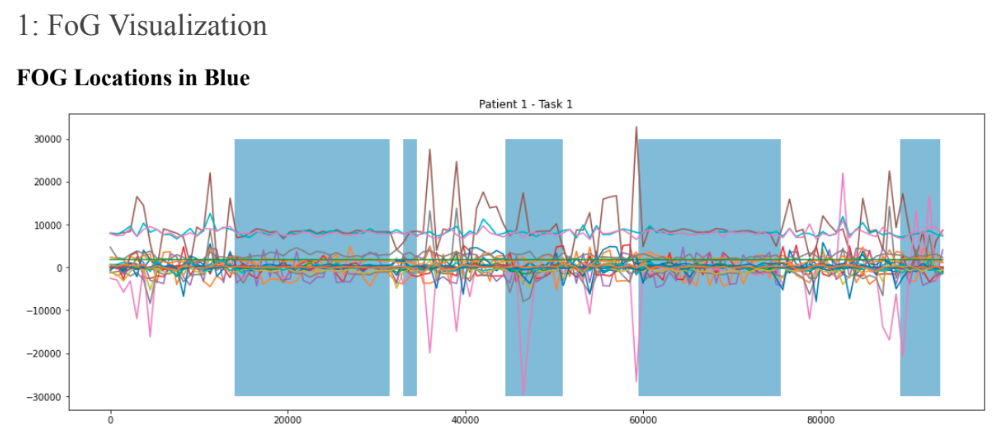 1: FoG Visualization
FOG Locations in Blue
Patient 1 - Task 1
30000
20000
10000
0
−10000
−20000
−30000
0 20000 40000 60000 80000